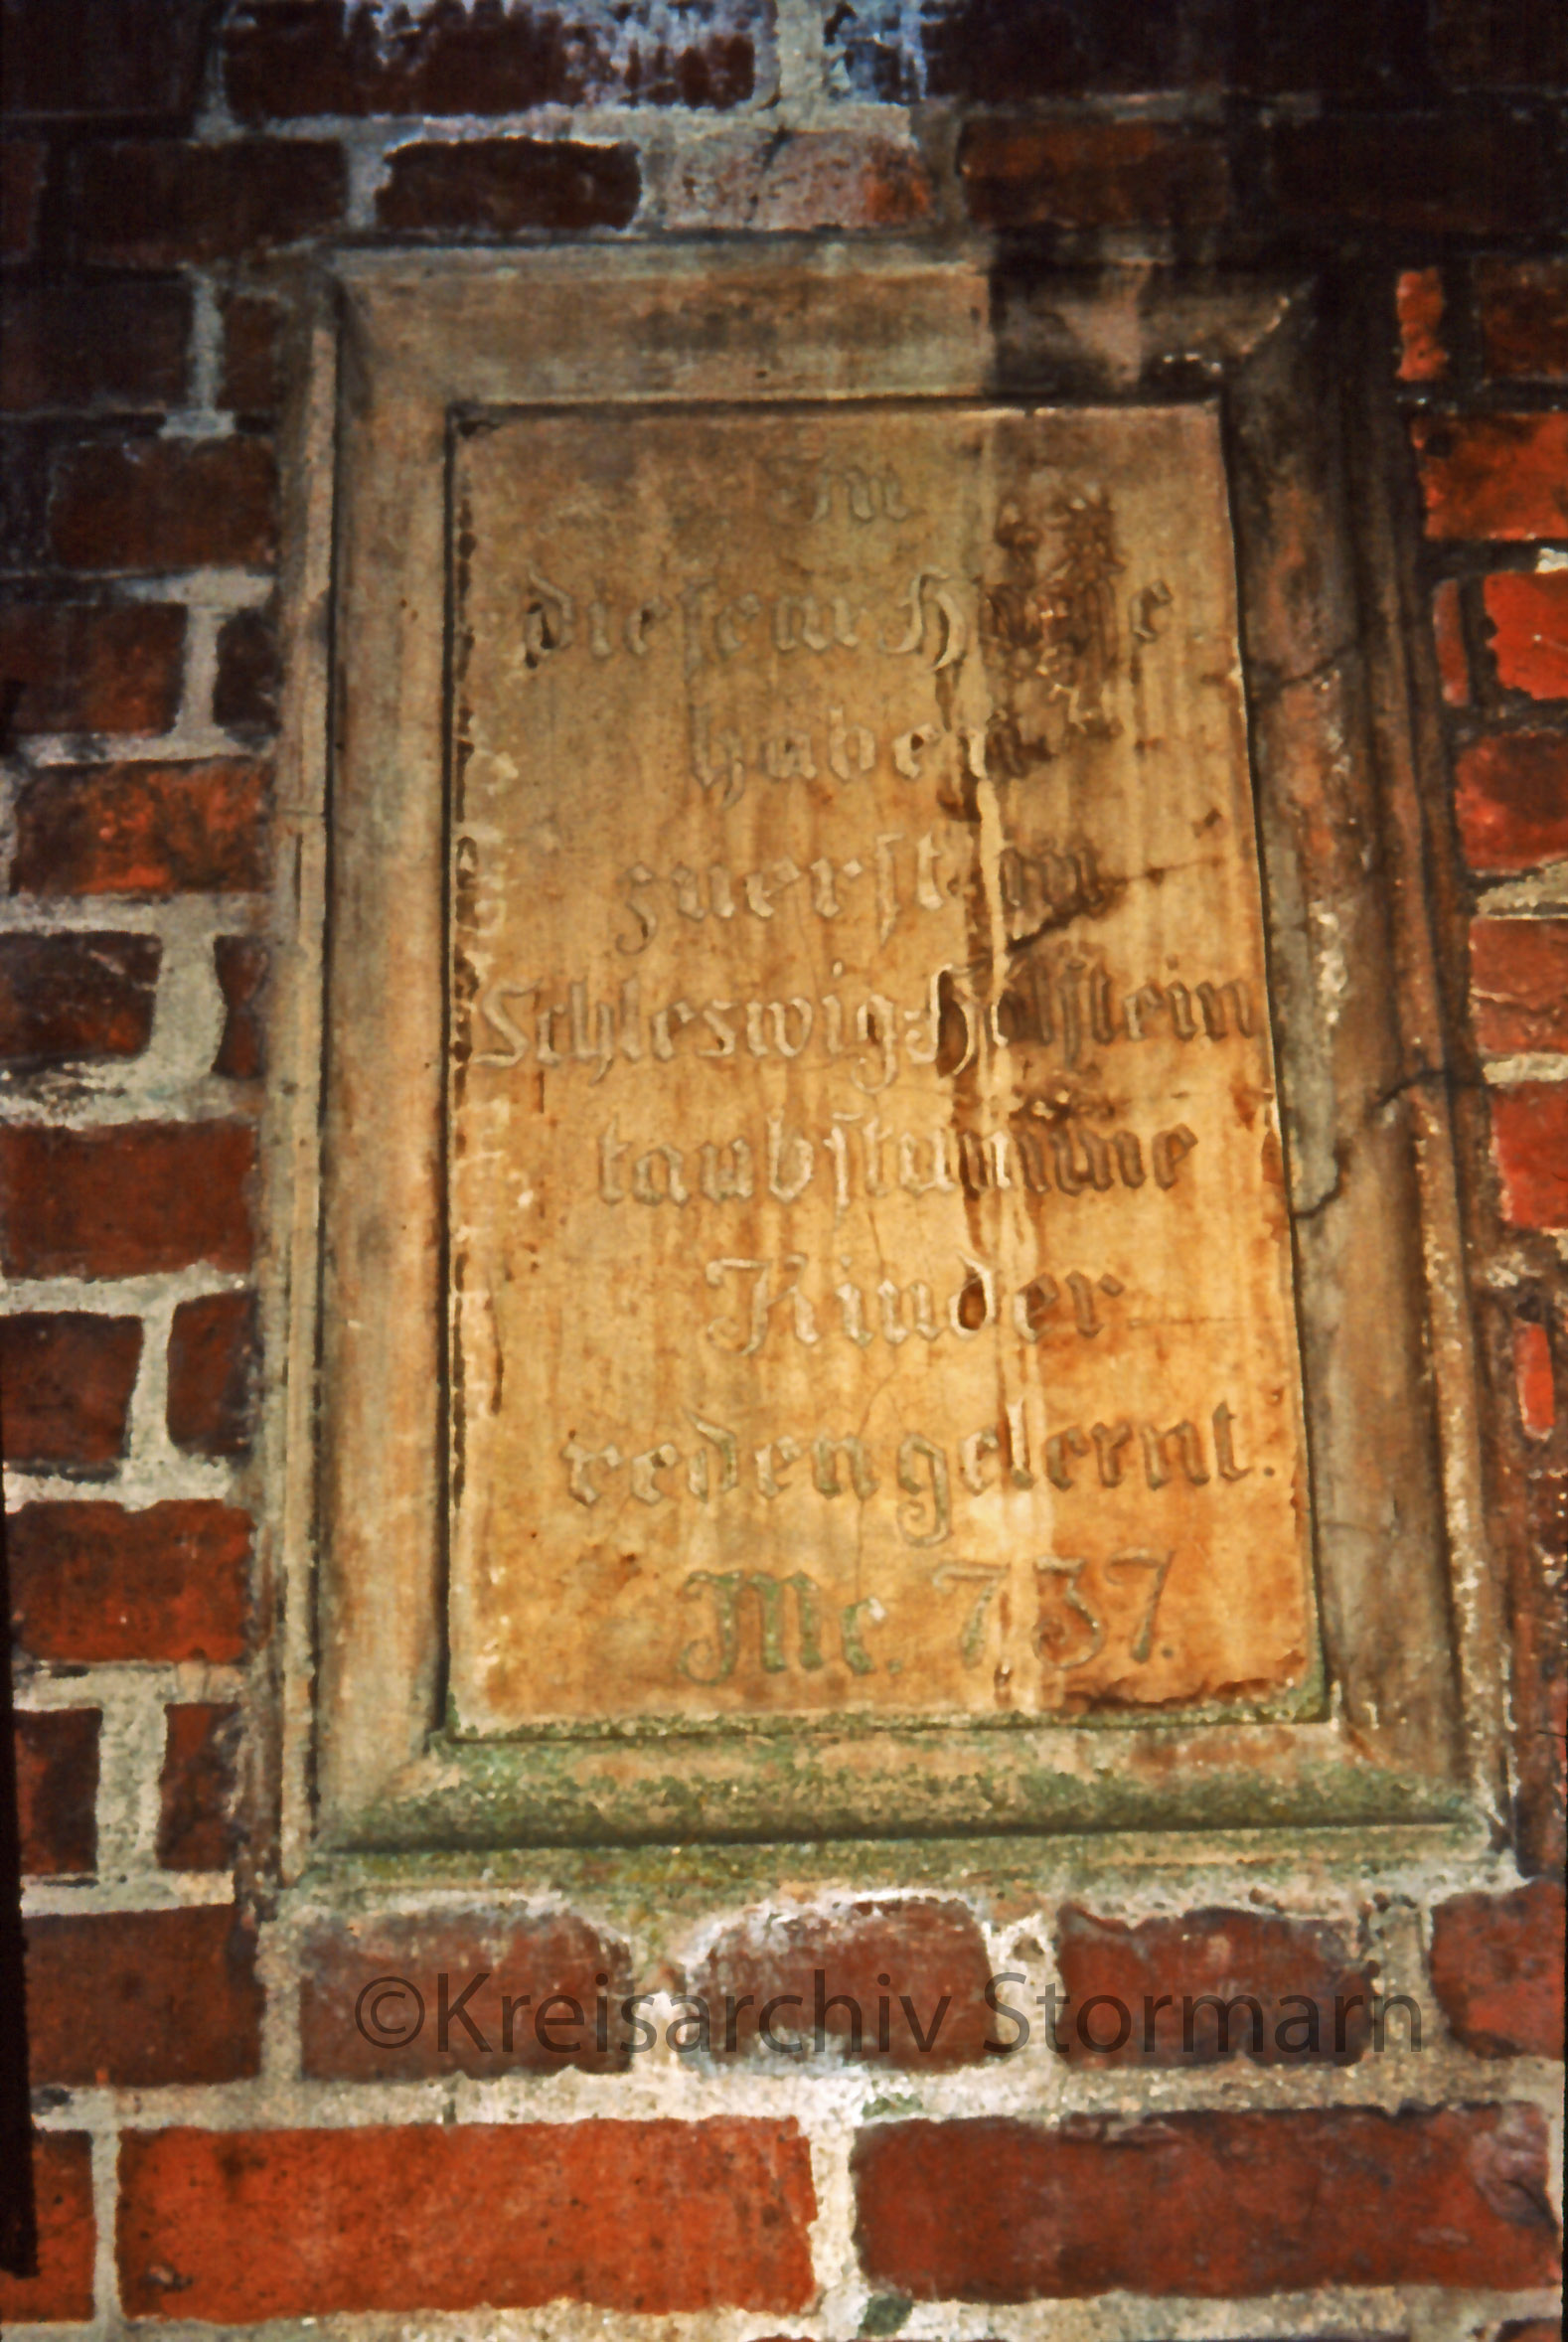 In
diesem Hause
haben
zuerst in
Schleswig-Holstein
taubstumme
Kinder
reden gelernt.
Mc. 7 37.
©Kreisarchiv Stormarn